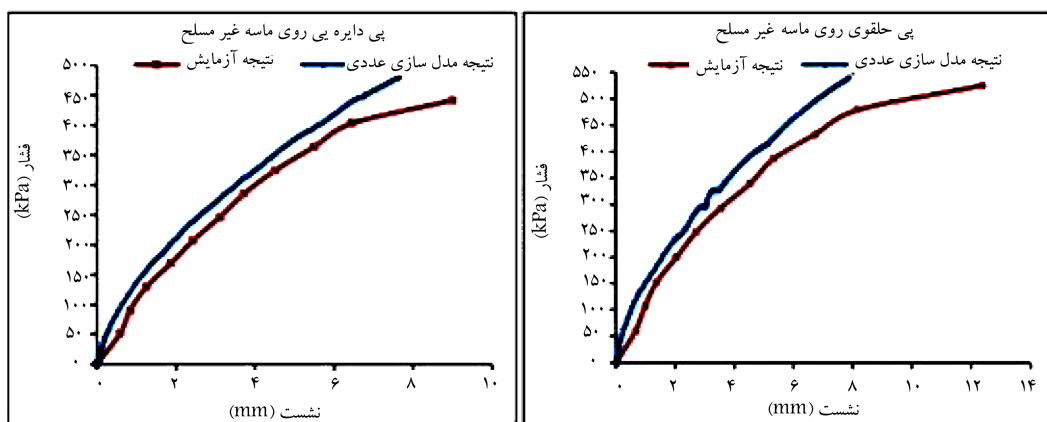 پی دایره یی روی ماسه غیر مسلح
نتیجه مدل سازی عددی
نتیجه آزمایش
فشار (kPa)
۵۰۰
۴۵۰
۴۰۰
۳۵۰
۳۰۰
۲۵۰
۲۰۰
۱۵۰
۱۰۰
۵۰
۰
۰ ۲ ۴ ۶ ۸ ۱۰
نشست (mm)
پی حلقوی روی ماسه غیر مسلح
نتیجه مدل سازی عددی
نتیجه آزمایش
فشار (kPa)
۵۵۰
۵۰۰
۴۵۰
۴۰۰
۳۵۰
۳۰۰
۲۵۰
۲۰۰
۱۵۰
۱۰۰
۵۰
۰
۰ ۲ ۴ ۶ ۸ ۱۰ ۱۲ ۱۴
نشست (mm)